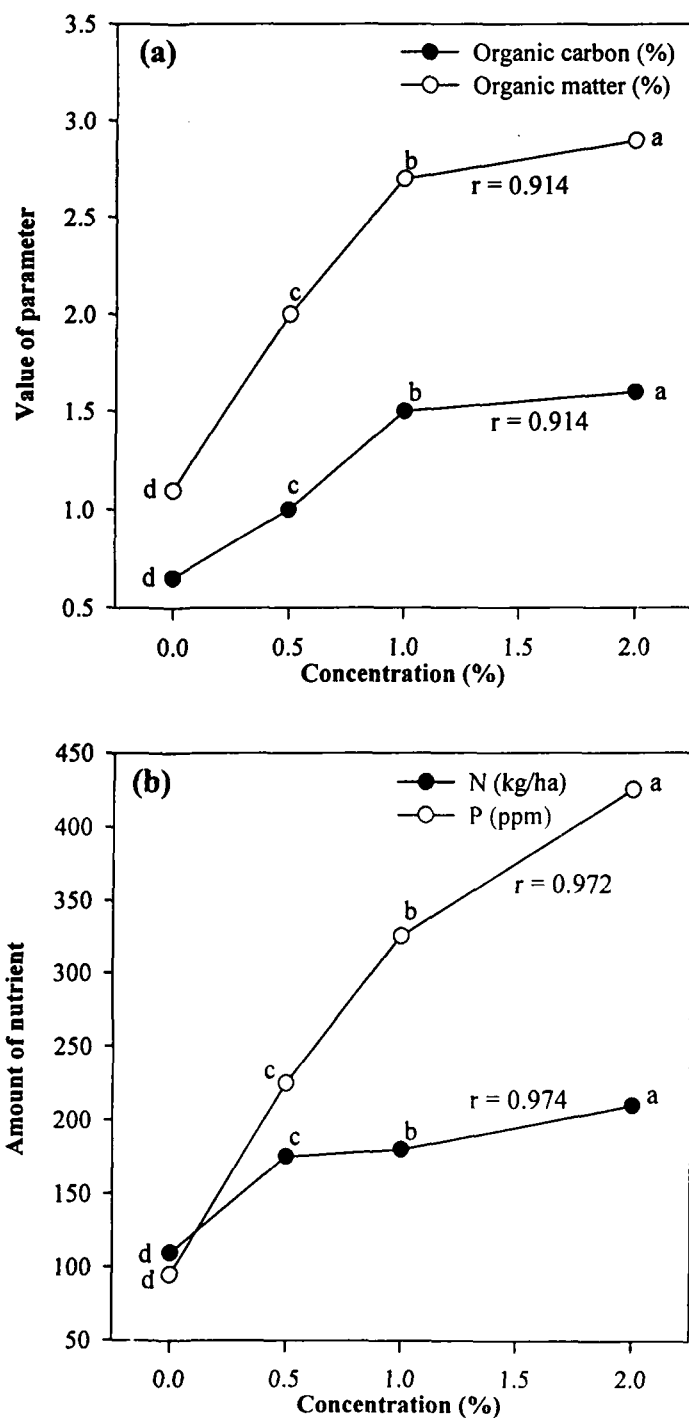 (a)
Organic carbon (%)
Organic matter (%)
3.5
3.0
2.5
2.0
1.5
1.0
0.5
Value of parameter
d
c
b
a
r = 0.914
d
c
b
a
r = 0.914
0.0 0.5 1.0 1.5 2.0
Concentration (%)
(b)
N (kg/ha)
P (ppm)
450
400
350
300
250
200
150
100
50
Amount of nutrient
b
a
r = 0.972
c
r = 0.974
a
c
b
d
d
0.0 0.5 1.0 1.5 2.0
Concentration (%)